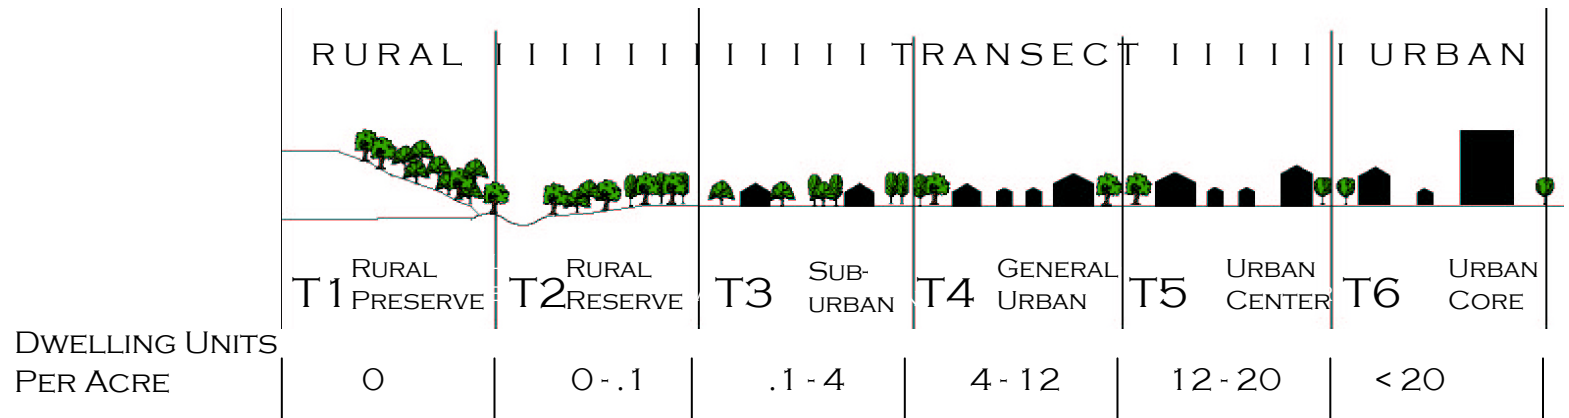 RURAL I I I I I I I I I I I I TRANSECT I I I I I I URBAN
T1 RURAL PRESERVE
T2 RURAL RESERVE
T3 SUB-URBAN
T4 GENERAL URBAN
T5 URBAN CENTER
T6 URBAN CORE
DWELLING UNITS
PER ACRE 0 0-.1 .1-4 4-12 12-20 <20